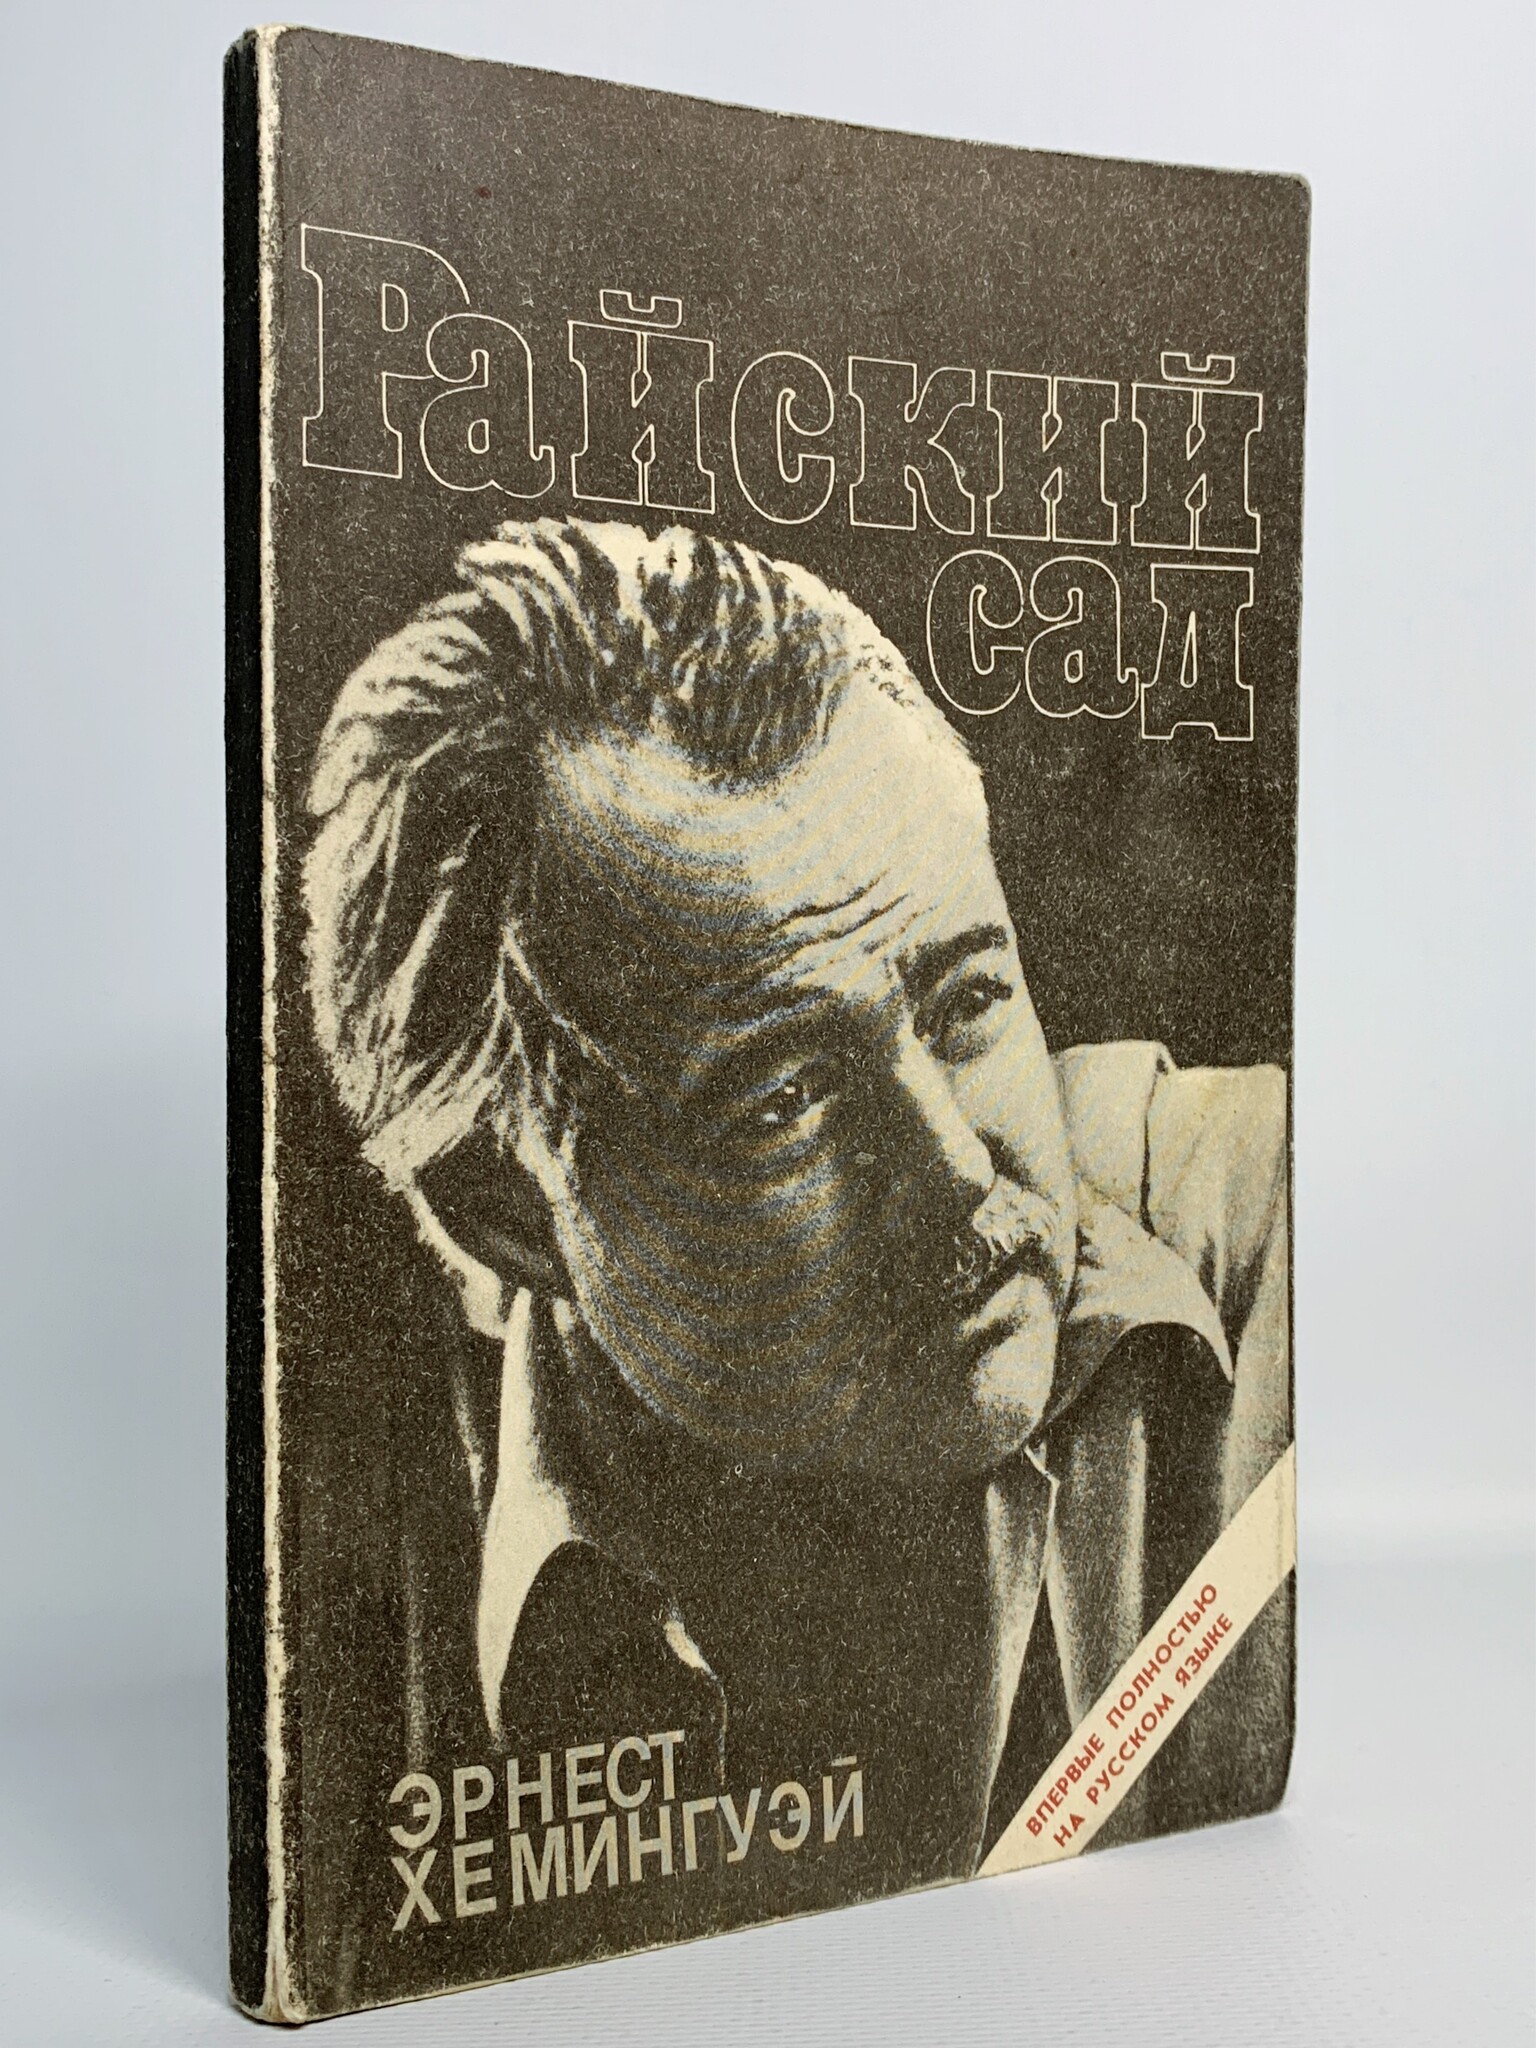 Райский
сад
ЭРНЕСТ
ХЕМИНГУЭЙ
ВПЕРВЫЕ ПОЛНОСТЬЮ
НА РУССКОМ ЯЗЫКЕ